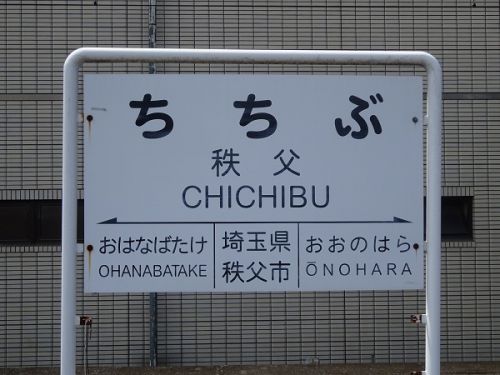 ちちぶ
秩父
CHICHIBU
おはなばたけ
OHANABATAKE
埼玉県
秩父市
おおのはら
ŌNOHARA